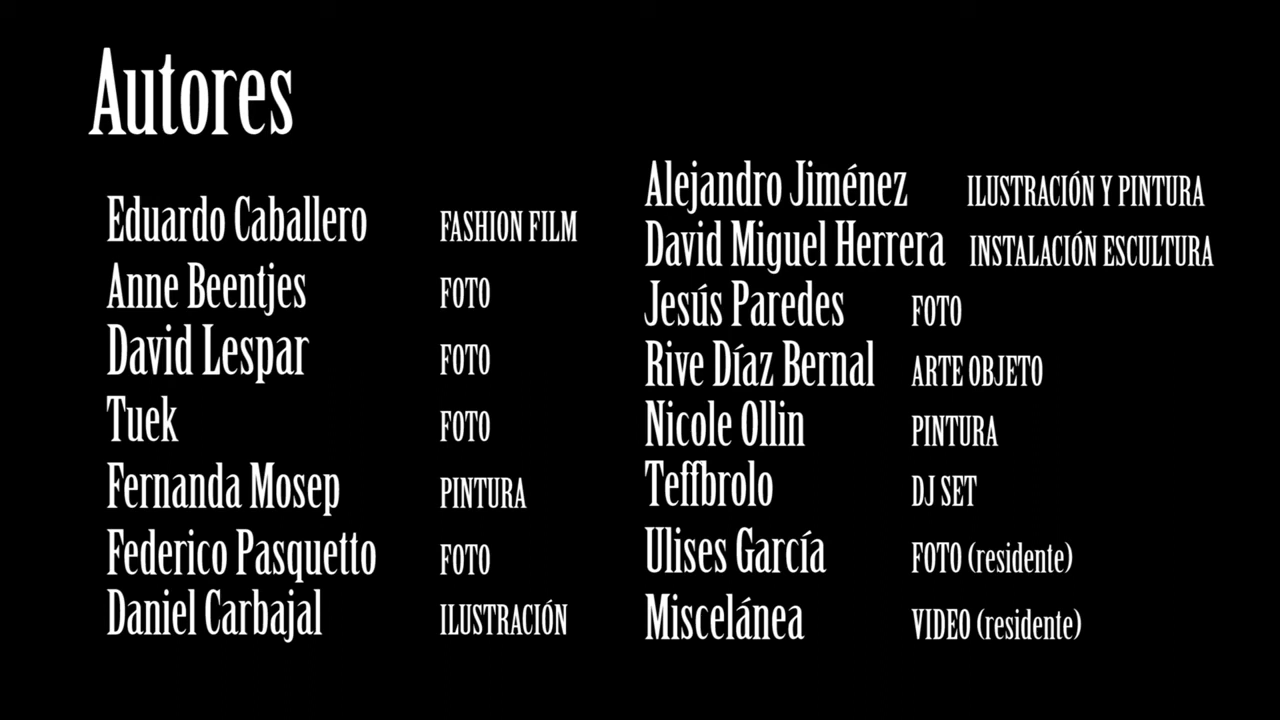 Autores
Eduardo Caballero FASHION FILM
Anne Beentjes FOTO
David Lespar FOTO
Tuek FOTO
Fernanda Mosep PINTURA
Federico Pasquetto FOTO
Daniel Carbajal ILUSTRACIÓN
Alejandro Jiménez ILUSTRACIÓN Y PINTURA
David Miguel Herrera INSTALACIÓN ESCULTURA
Jesús Paredes FOTO
Rive Díaz Bernal ARTE OBJETO
Nicole Ollin PINTURA
Teffbrolo DJ SET
Ulises García FOTO (residente)
Miscelánea VIDEO (residente)